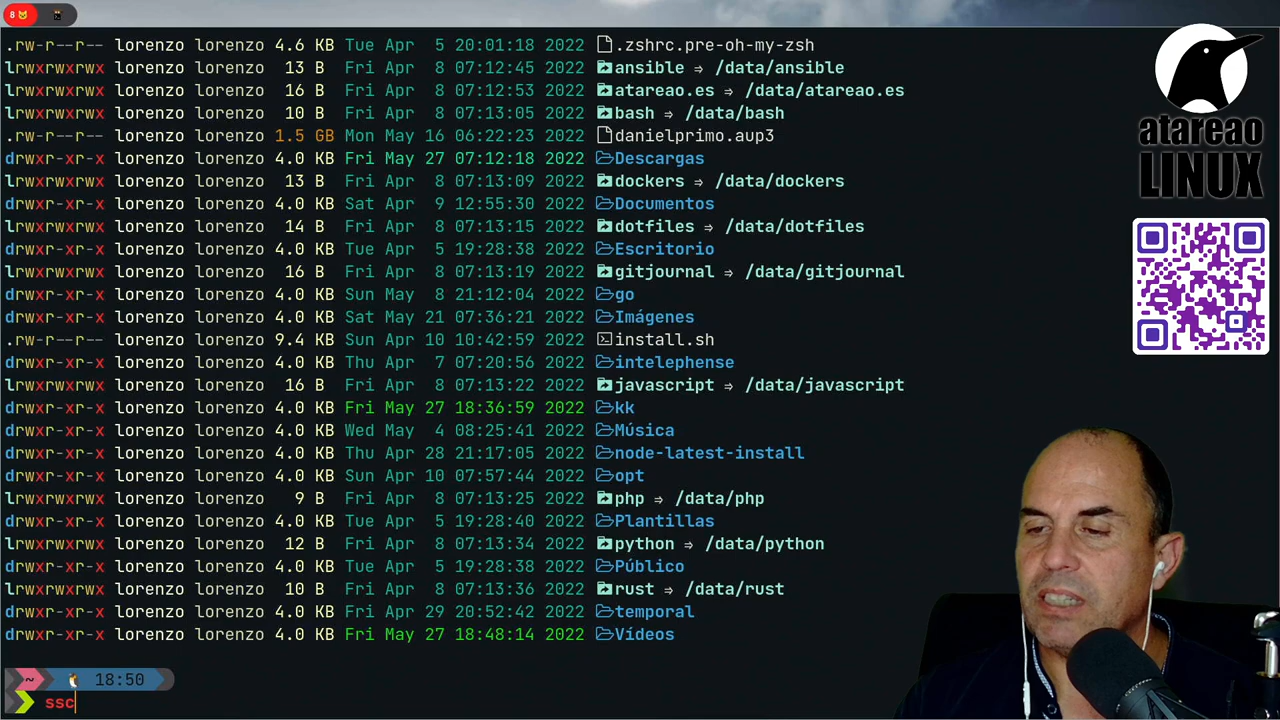 8
.rw-r--r-- lorenzo lorenzo 4.6 KB Tue Apr  5 20:01:18 2022 .zshrc.pre-oh-my-zsh
lrwxrwxrwx lorenzo lorenzo  13 B  Fri Apr  8 07:12:45 2022 ansible ⇒ /data/ansible
lrwxrwxrwx lorenzo lorenzo  16 B  Fri Apr  8 07:12:53 2022 atareao.es ⇒ /data/atareao.es
lrwxrwxrwx lorenzo lorenzo  10 B  Fri Apr  8 07:13:05 2022 bash ⇒ /data/bash
.rw-r--r-- lorenzo lorenzo 1.5 GB Mon May 16 06:22:23 2022 danielprimo.aup3
drwxr-xr-x lorenzo lorenzo 4.0 KB Fri May 27 07:12:18 2022 Descargas
lrwxrwxrwx lorenzo lorenzo  13 B  Fri Apr  8 07:13:09 2022 dockers ⇒ /data/dockers
drwxr-xr-x lorenzo lorenzo 4.0 KB Sat Apr  9 12:55:30 2022 Documentos
lrwxrwxrwx lorenzo lorenzo  14 B  Fri Apr  8 07:13:15 2022 dotfiles ⇒ /data/dotfiles
drwxr-xr-x lorenzo lorenzo 4.0 KB Tue Apr  5 19:28:38 2022 Escritorio
lrwxrwxrwx lorenzo lorenzo  16 B  Fri Apr  8 07:13:19 2022 gitjournal ⇒ /data/gitjournal
drwxr-xr-x lorenzo lorenzo 4.0 KB Sun May  8 21:12:04 2022 go
drwxr-xr-x lorenzo lorenzo 4.0 KB Sat May 21 07:36:21 2022 Imágenes
.rw-r--r-- lorenzo lorenzo 9.4 KB Sun Apr 10 10:42:59 2022 install.sh
drwxr-xr-x lorenzo lorenzo 4.0 KB Thu Apr  7 07:20:56 2022 intelephense
lrwxrwxrwx lorenzo lorenzo  16 B  Fri Apr  8 07:13:22 2022 javascript ⇒ /data/javascript
drwxr-xr-x lorenzo lorenzo 4.0 KB Fri May 27 18:36:59 2022 kk
drwxr-xr-x lorenzo lorenzo 4.0 KB Wed May  4 08:25:41 2022 Música
drwxr-xr-x lorenzo lorenzo 4.0 KB Thu Apr 28 21:17:05 2022 node-latest-install
drwxr-xr-x lorenzo lorenzo 4.0 KB Sun Apr 10 07:57:44 2022 opt
lrwxrwxrwx lorenzo lorenzo   9 B  Fri Apr  8 07:13:25 2022 php ⇒ /data/php
drwxr-xr-x lorenzo lorenzo 4.0 KB Tue Apr  5 19:28:40 2022 Plantillas
lrwxrwxrwx lorenzo lorenzo  12 B  Fri Apr  8 07:13:34 2022 python ⇒ /data/python
drwxr-xr-x lorenzo lorenzo 4.0 KB Tue Apr  5 19:28:38 2022 Público
lrwxrwxrwx lorenzo lorenzo  10 B  Fri Apr  8 07:13:36 2022 rust ⇒ /data/rust
drwxr-xr-x lorenzo lorenzo 4.0 KB Fri Apr 29 20:52:42 2022 temporal
drwxr-xr-x lorenzo lorenzo 4.0 KB Fri May 27 18:48:14 2022 Vídeos
~ 18:50
ssc
atareao
LINUX